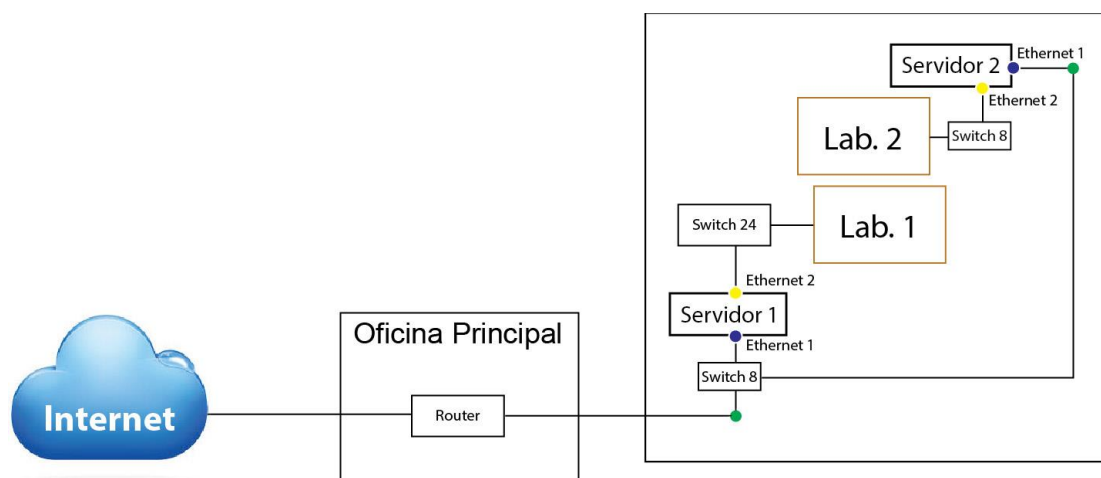 Servidor 2
Ethernet 1
Ethernet 2
Switch 8
Lab. 2
Switch 24
Lab. 1
Ethernet 2
Servidor 1
Ethernet 1
Switch 8
Oficina Principal
Router
Internet